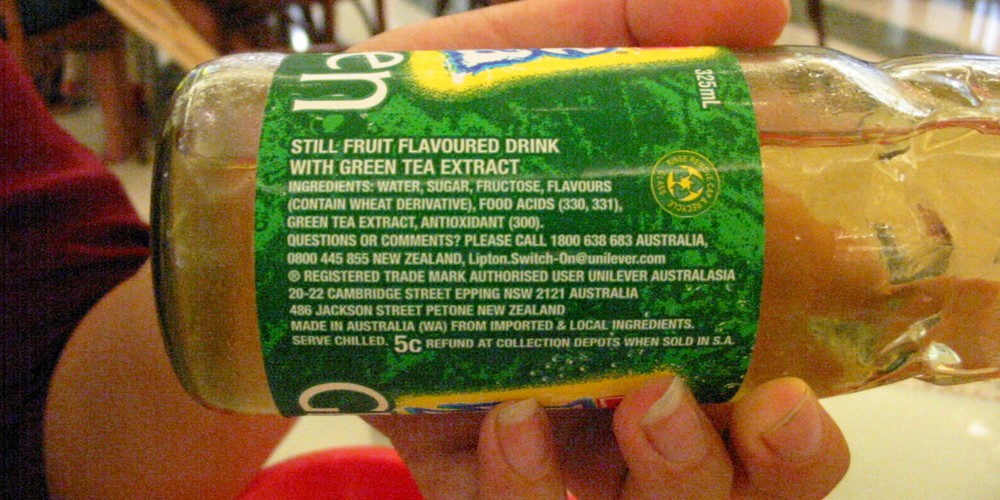 en
325mL
STILL FRUIT FLAVOURED DRINK
WITH GREEN TEA EXTRACT
INGREDIENTS: WATER, SUGAR, FRUCTOSE, FLAVOURS
(CONTAIN WHEAT DERIVATIVE), FOOD ACIDS (330, 331),
GREEN TEA EXTRACT, ANTIOXIDANT (300).
QUESTIONS OR COMMENTS? PLEASE CALL 1800 638 683 AUSTRALIA,
0800 445 855 NEW ZEALAND, Lipton.Switch-On@unilever.com
® REGISTERED TRADE MARK AUTHORISED USER UNILEVER AUSTRALASIA
20-22 CAMBRIDGE STREET EPPING NSW 2121 AUSTRALIA
486 JACKSON STREET PETONE NEW ZEALAND
MADE IN AUSTRALIA (WA) FROM IMPORTED & LOCAL INGREDIENTS.
SERVE CHILLED. 5c REFUND AT COLLECTION DEPOTS WHEN SOLD IN S.A.
G